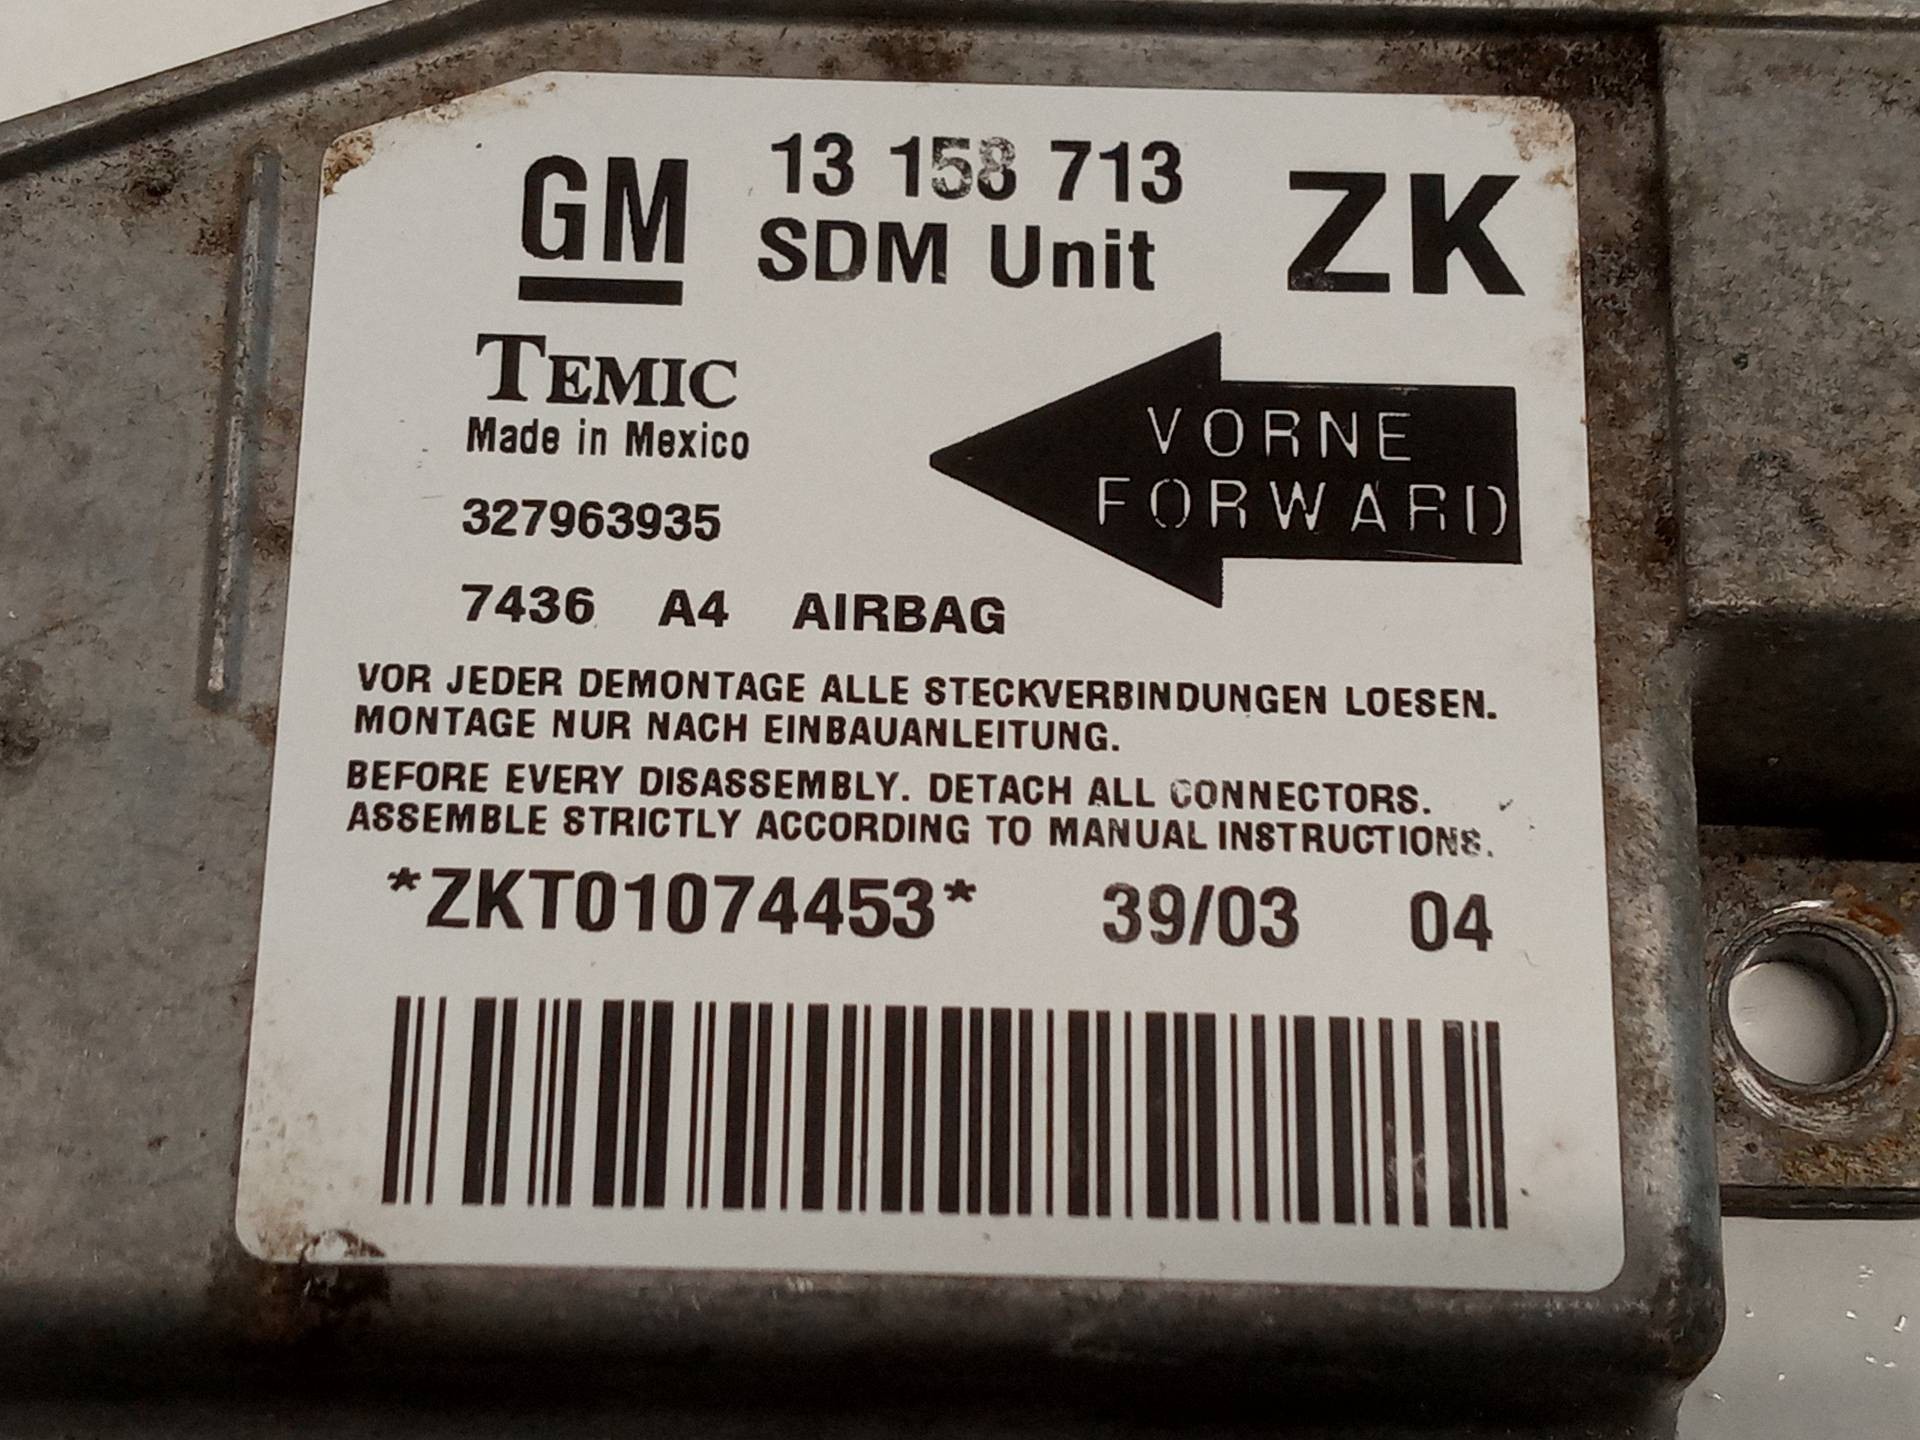 GM
13 158 713
SDM Unit
ZK
TEMIC
Made in Mexico
VORNE
FORWARD
327963935
7436 A4 AIRBAG
VOR JEDER DEMONTAGE ALLE STECKVERBINDUNGEN LOESEN.
MONTAGE NUR NACH EINBAUANLEITUNG.
BEFORE EVERY DISASSEMBLY. DETACH ALL CONNECTORS.
ASSEMBLE STRICTLY ACCORDING TO MANUAL INSTRUCTIONS.
*ZKT01074453* 39/03 04